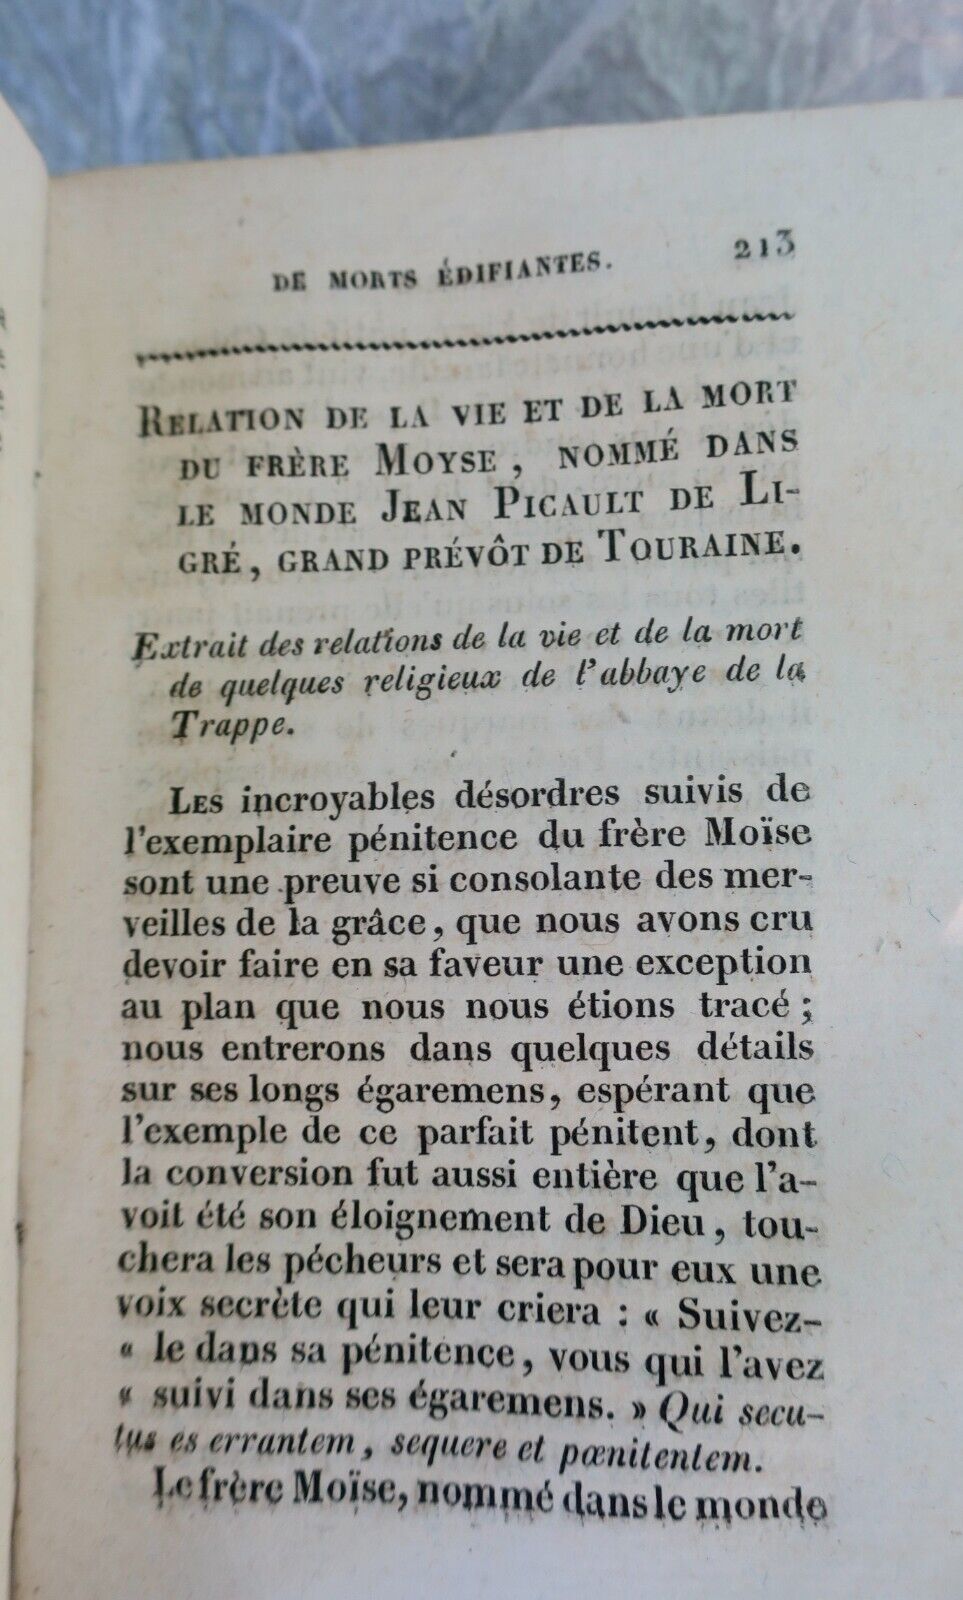 DE MORTS ÉDIFIANTES. 213
RELATION DE LA VIE ET DE LA MORT
DU FRÈRE MOYSE, NOMMÉ DANS
LE MONDE JEAN PICAULT DE LI-
GRÉ, GRAND PRÉVÔT DE TOURAINE.
Extrait des relations de la vie et de la mort
de quelques religieux de l'abbaye de la
Trappe.
LES incroyables désordres suivis de
l'exemplaire pénitence du frère Moïse
sont une preuve si consolante des mer-
veilles de la grâce, que nous avons cru
devoir faire en sa faveur une exception
au plan que nous nous étions tracé ;
nous entrerons dans quelques détails
sur ses longs égaremens, espérant que
l'exemple de ce parfait pénitent, dont
la conversion fut aussi entière que l'a-
voit été son éloignement de Dieu, tou-
chera les pécheurs et sera pour eux une
voix secrète qui leur criera : « Suivez-
« le dans sa pénitence, vous qui l'avez
« suivi dans ses égaremens. » Qui secu-
tus es errantem, sequere et pœnitentem.
Le frère Moïse, nommé dans le monde